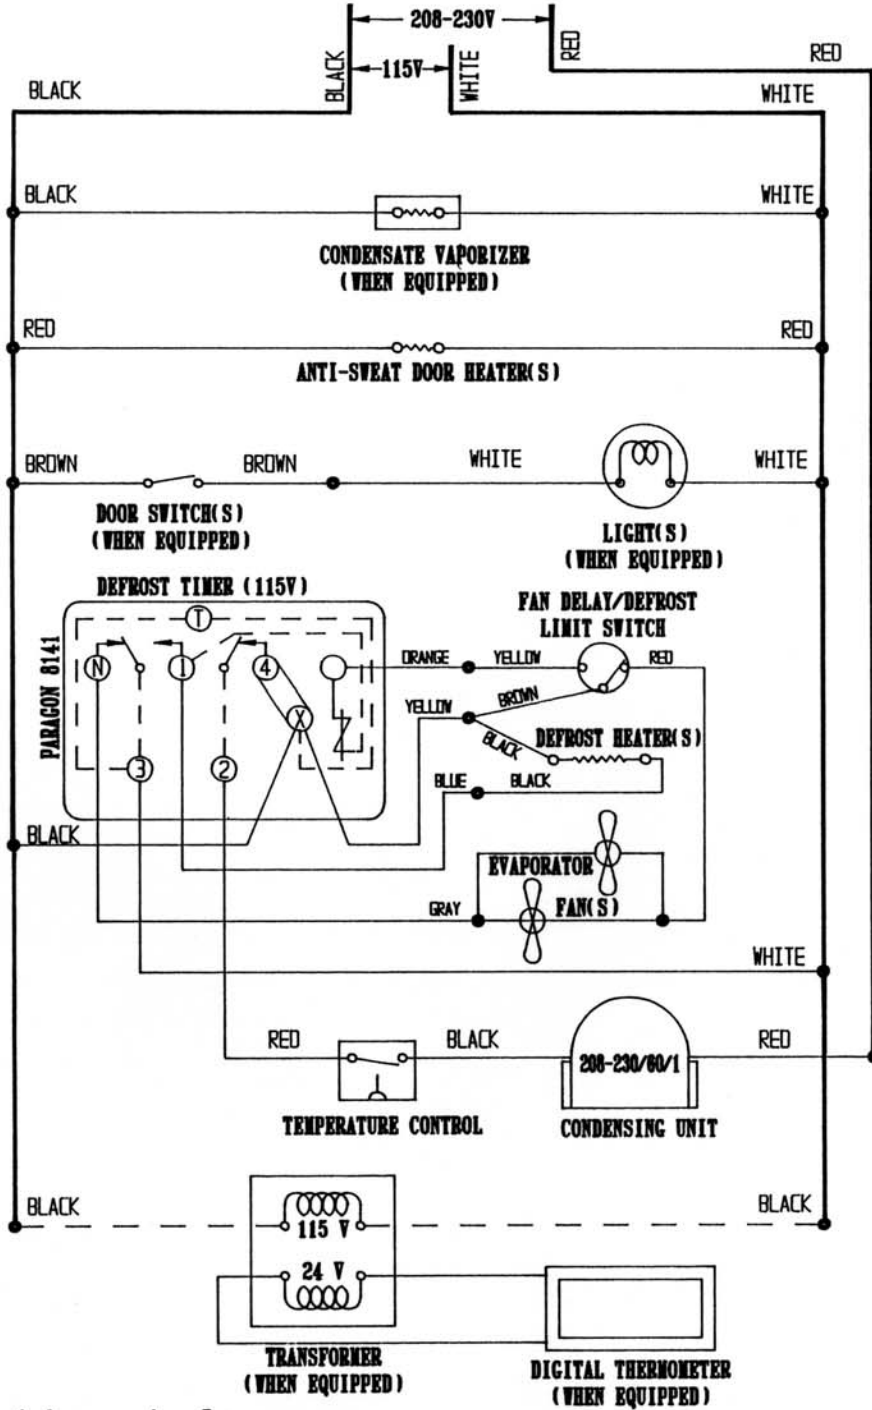 208-230V
RED
RED
BLACK
115V
WHITE
BLACK
WHITE
BLACK
WHITE
CONDENSATE VAPORIZER
(WHEN EQUIPPED)
RED
RED
ANTI-SWEAT DOOR HEATER(S)
BROWN
BROWN
WHITE
WHITE
DOOR SWITCH(S)
(WHEN EQUIPPED)
LIGHT(S)
(WHEN EQUIPPED)
DEFROST TIMER (115V)
FAN DELAY/DEFROST
LIMIT SWITCH
PARAGON 8141
T
N
1
4
ORANGE
YELLOW
RED
BROWN
YELLOW
X
BLACK
DEFROST HEATER(S)
3
2
BLUE
BLACK
BLACK
EVAPORATOR
FAN(S)
GRAY
WHITE
RED
BLACK
RED
208-230/60/1
TEMPERATURE CONTROL
CONDENSING UNIT
BLACK
BLACK
115 V
24 V
TRANSFORMER
(WHEN EQUIPPED)
DIGITAL THERMOMETER
(WHEN EQUIPPED)